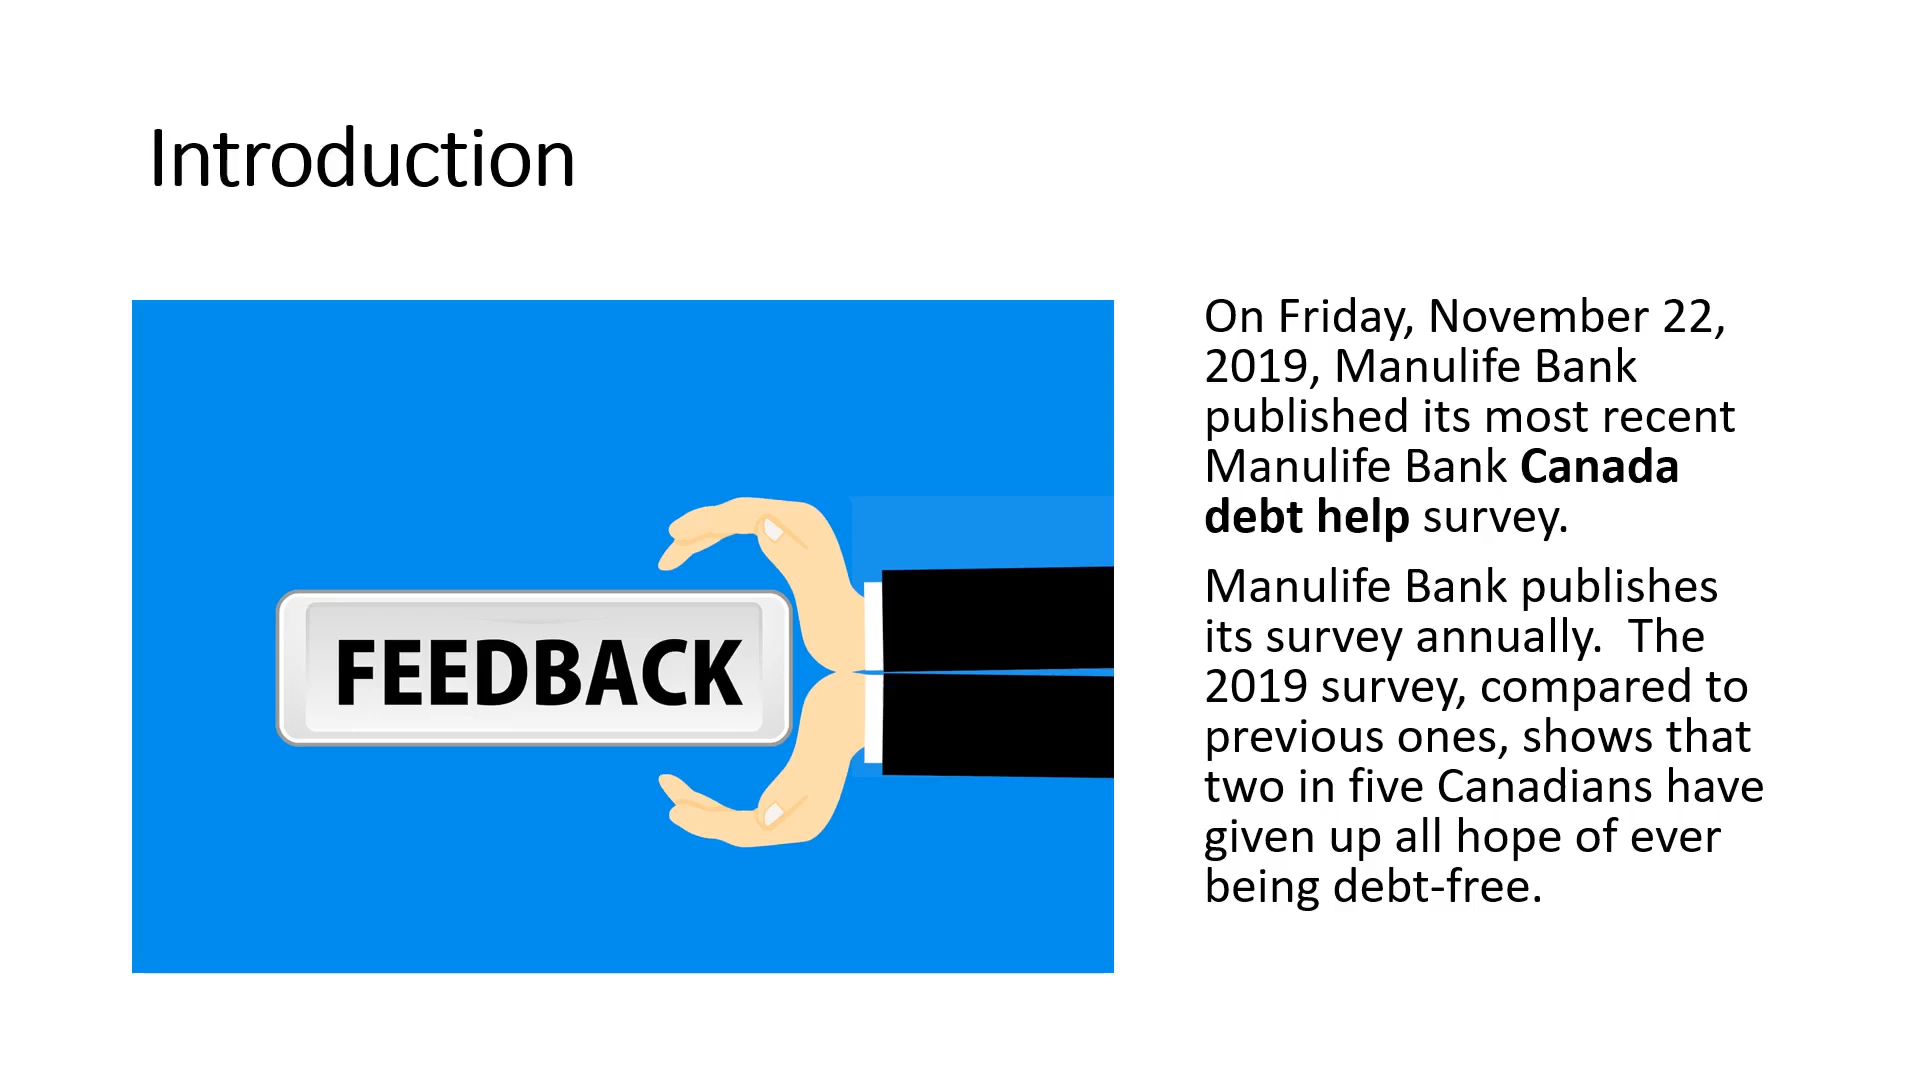 Introduction
FEEDBACK
On Friday, November 22,
2019, Manulife Bank
published its most recent
Manulife Bank Canada
debt help survey.
Manulife Bank publishes
its survey annually.  The
2019 survey, compared to
previous ones, shows that
two in five Canadians have
given up all hope of ever
being debt-free.